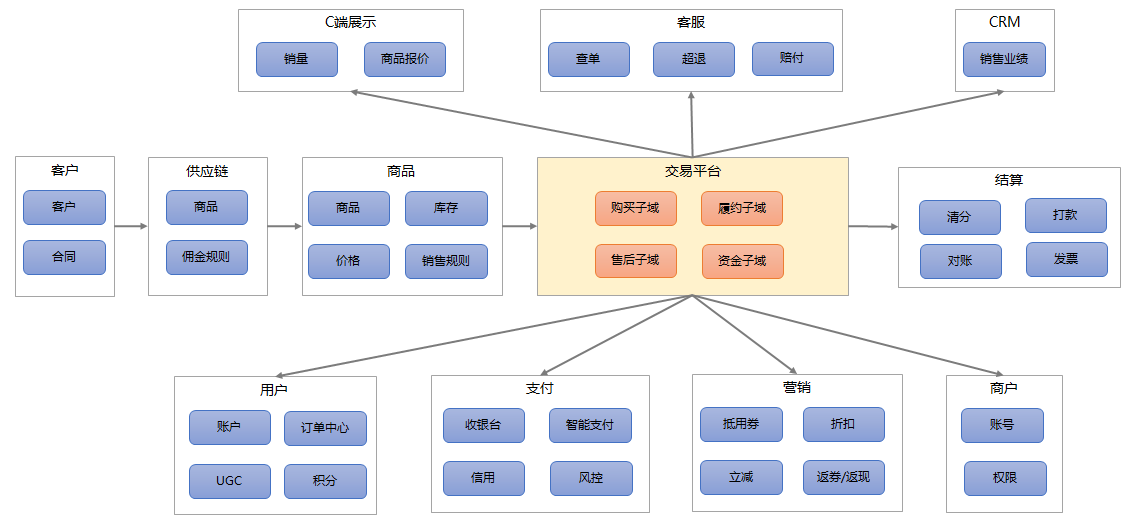 C端展示
销量
商品报价
客服
查单
超退
赔付
CRM
销售业绩
客户
客户
合同
供应链
商品
佣金规则
商品
商品
库存
价格
销售规则
交易平台
购买子域
履约子域
售后子域
资金子域
结算
清分
打款
对账
发票
用户
账户
订单中心
UGC
积分
支付
收银台
智能支付
信用
风控
营销
抵用券
折扣
立减
返券/返现
商户
账号
权限